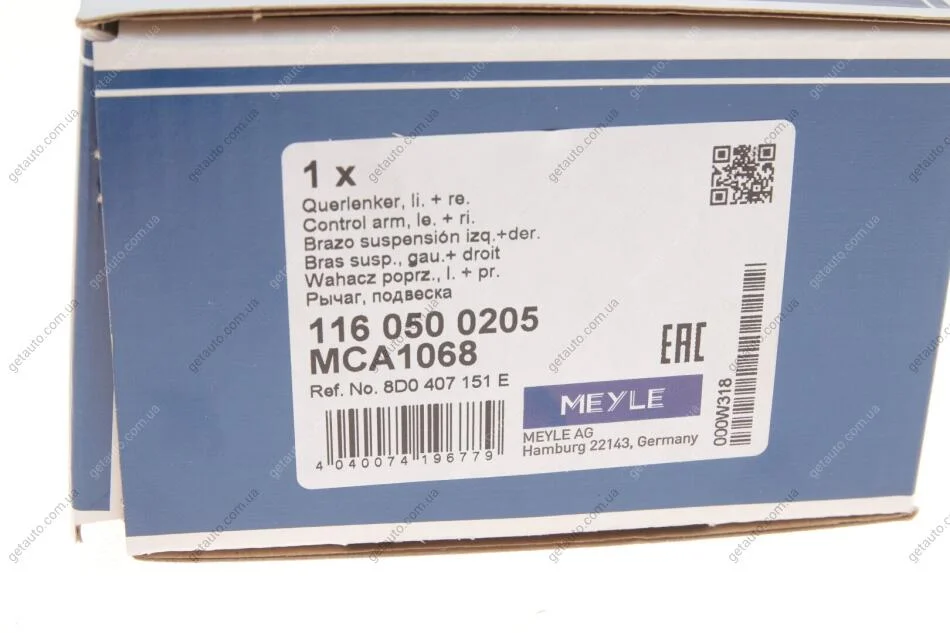 1 x
Querlenker, li. + re.
Control arm, le. + ri.
Brazo suspensión izq.+der.
Bras susp., gau.+ droit
Wahacz poprz., l. + pr.
Рычаг, подвеска
116 050 0205
MCA1068
Ref. No. 8D0 407 151 E
4 040074 196779
EAC
MEYLE
MEYLE AG
Hamburg 22143, Germany
000W318
getauto.com.ua